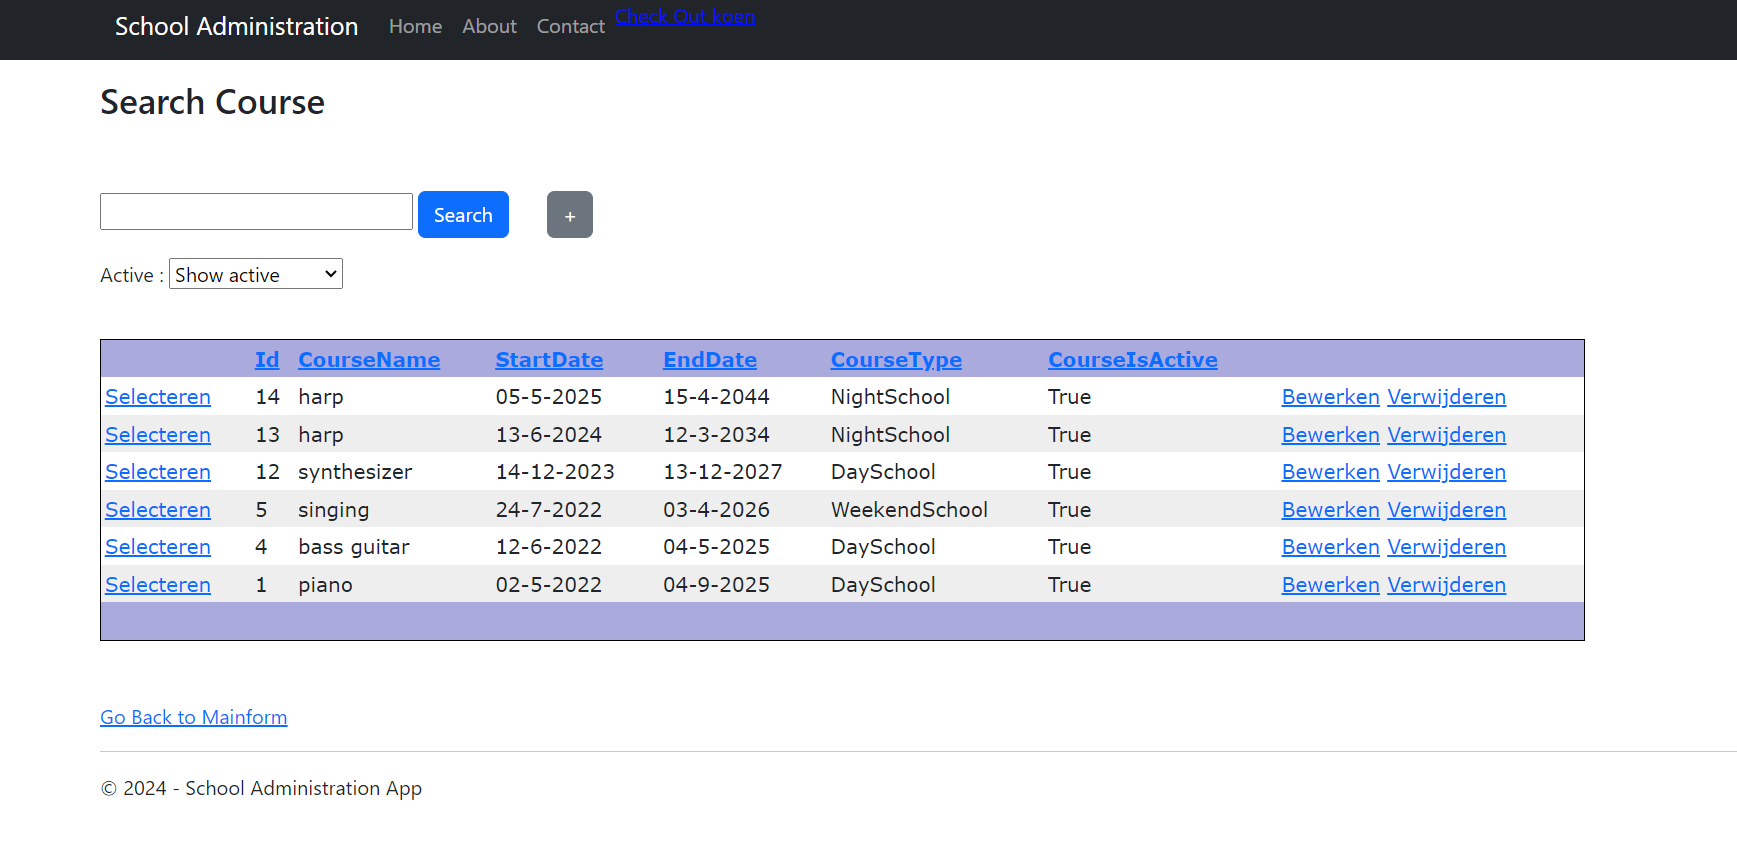 School Administration Home About Contact Check Out koen
Search Course
Search +
Active : Show active
Id CourseName StartDate EndDate CourseType CourseIsActive
Selecteren 14 harp 05-5-2025 15-4-2044 NightSchool True Bewerken Verwijderen
Selecteren 13 harp 13-6-2024 12-3-2034 NightSchool True Bewerken Verwijderen
Selecteren 12 synthesizer 14-12-2023 13-12-2027 DaySchool True Bewerken Verwijderen
Selecteren 5 singing 24-7-2022 03-4-2026 WeekendSchool True Bewerken Verwijderen
Selecteren 4 bass guitar 12-6-2022 04-5-2025 DaySchool True Bewerken Verwijderen
Selecteren 1 piano 02-5-2022 04-9-2025 DaySchool True Bewerken Verwijderen
Go Back to Mainform
© 2024 - School Administration App